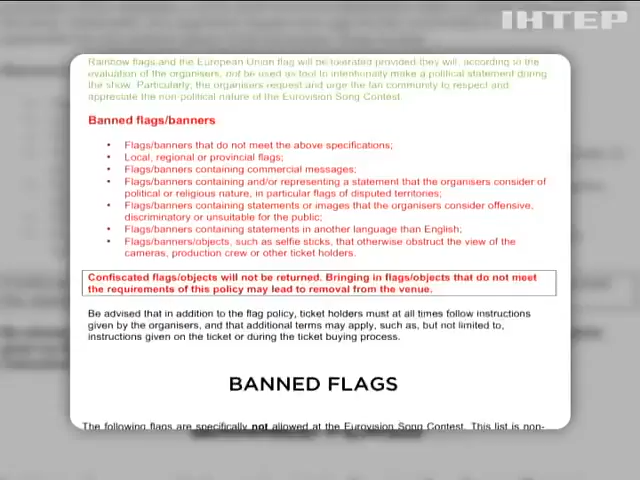 ІНТЕР
Rainbow flags and the European Union flag will be tolerated provided they will, according to the
evaluation of the organisers, not be used as tool to intentionally make a political statement during
the show. Particularly, the organisers request and urge the fan community to respect and
appreciate the non-political nature of the Eurovision Song Contest.
Banned flags/banners
• Flags/banners that do not meet the above specifications;
• Local, regional or provincial flags;
• Flags/banners containing commercial messages;
• Flags/banners containing and/or representing a statement that the organisers consider of
political or religious nature, in particular flags of disputed territories;
• Flags/banners containing statements or images that the organisers consider offensive,
discriminatory or unsuitable for the public;
• Flags/banners containing statements in another language than English;
• Flags/banners/objects, such as selfie sticks, that otherwise obstruct the view of the
cameras, production crew or other ticket holders.
Confiscated flags/objects will not be returned. Bringing in flags/objects that do not meet
the requirements of this policy may lead to removal from the venue.
Be advised that in addition to the flag policy, ticket holders must at all times follow instructions
given by the organisers, and that additional terms may apply, such as, but not limited to,
instructions given on the ticket or during the ticket buying process.
BANNED FLAGS
The following flags are specifically not allowed at the Eurovision Song Contest. This list is non-